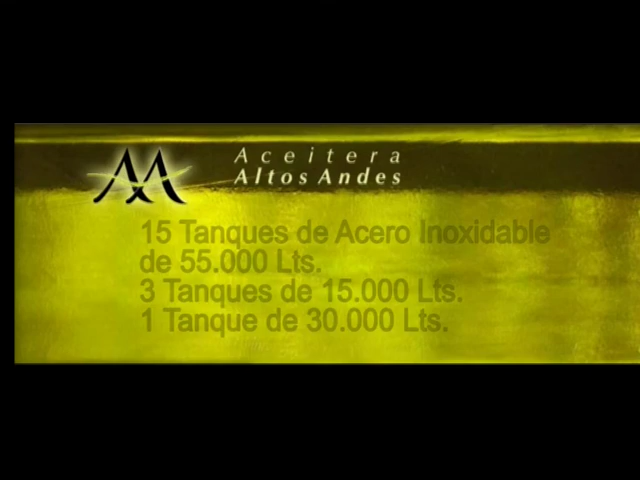 Aceitera
Altos Andes
15 Tanques de Acero Inoxidable
de 55.000 Lts.
3 Tanques de 15.000 Lts.
1 Tanque de 30.000 Lts.